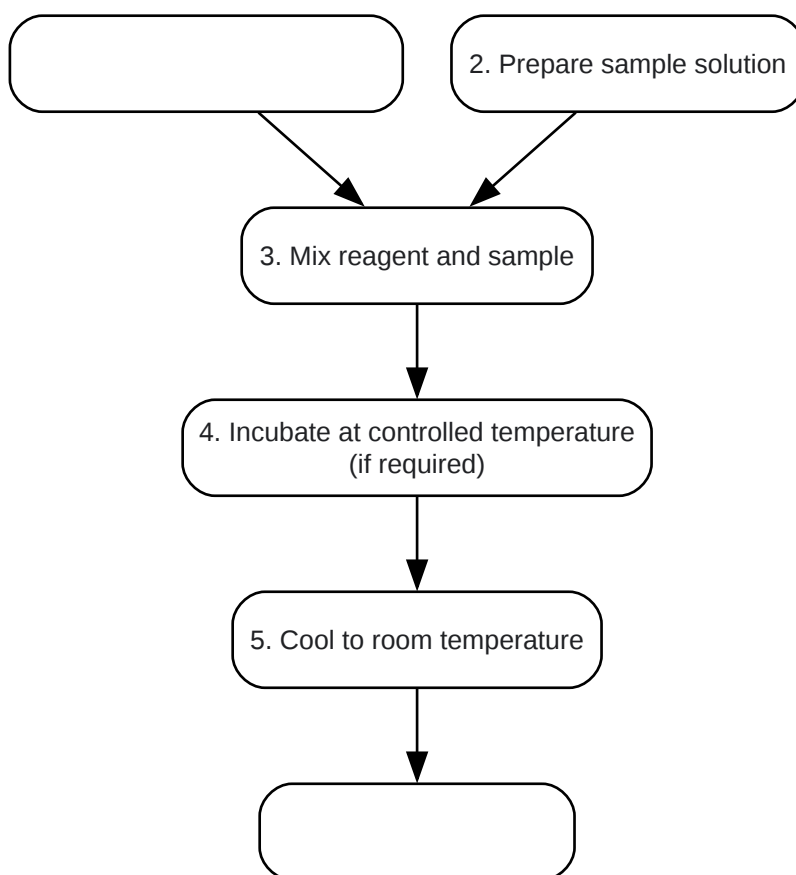 2. Prepare sample solution
3. Mix reagent and sample
4. Incubate at controlled temperature
(if required)
5. Cool to room temperature